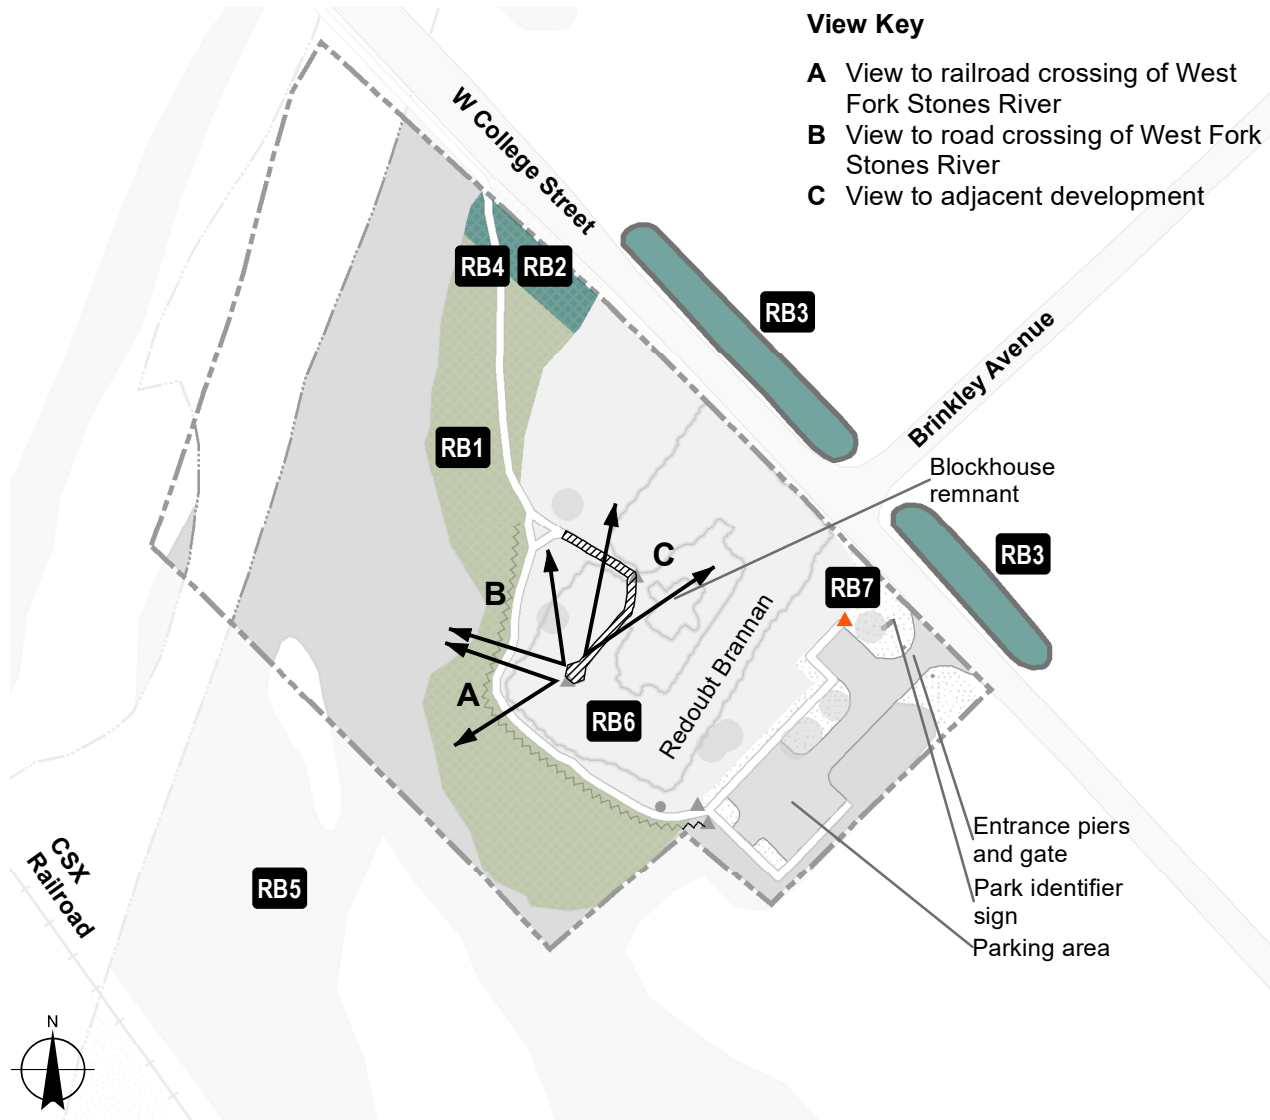 View Key
A View to railroad crossing of West
Fork Stones River
B View to road crossing of West Fork
Stones River
C View to adjacent development
W College Street
RB4
RB2
RB3
Brinkley Avenue
RB1
Blockhouse
remnant
C
RB3
B
RB7
A
RB6
Redoubt Brannan
Entrance piers
and gate
CSX
Railroad
RB5
Park identifier
sign
Parking area
N